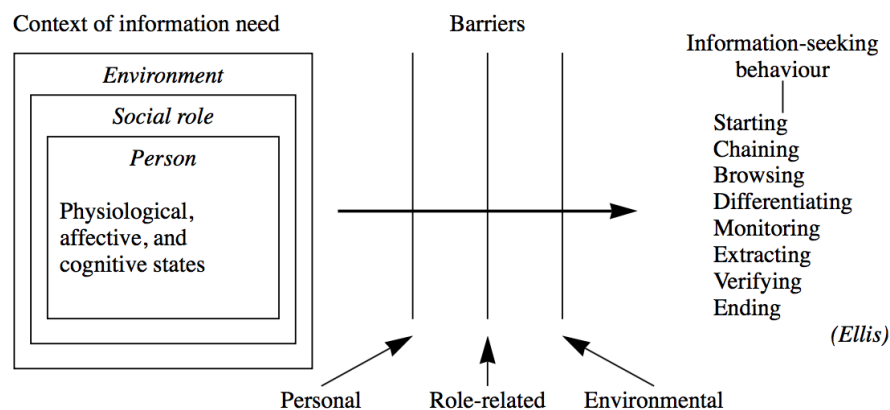 Context of information need
Environment
Social role
Person
Physiological,
affective, and
cognitive states
Barriers
Personal
Role-related
Environmental
Information-seeking
behaviour
Starting
Chaining
Browsing
Differentiating
Monitoring
Extracting
Verifying
Ending
(Ellis)